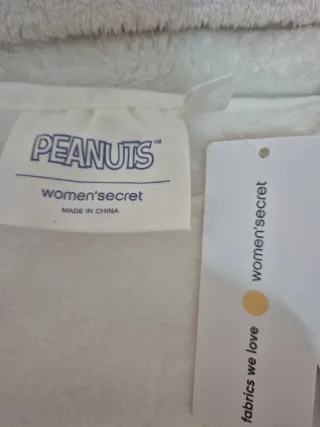 PEANUTS™
women'secret
MADE IN CHINA
women'secret
fabrics we love